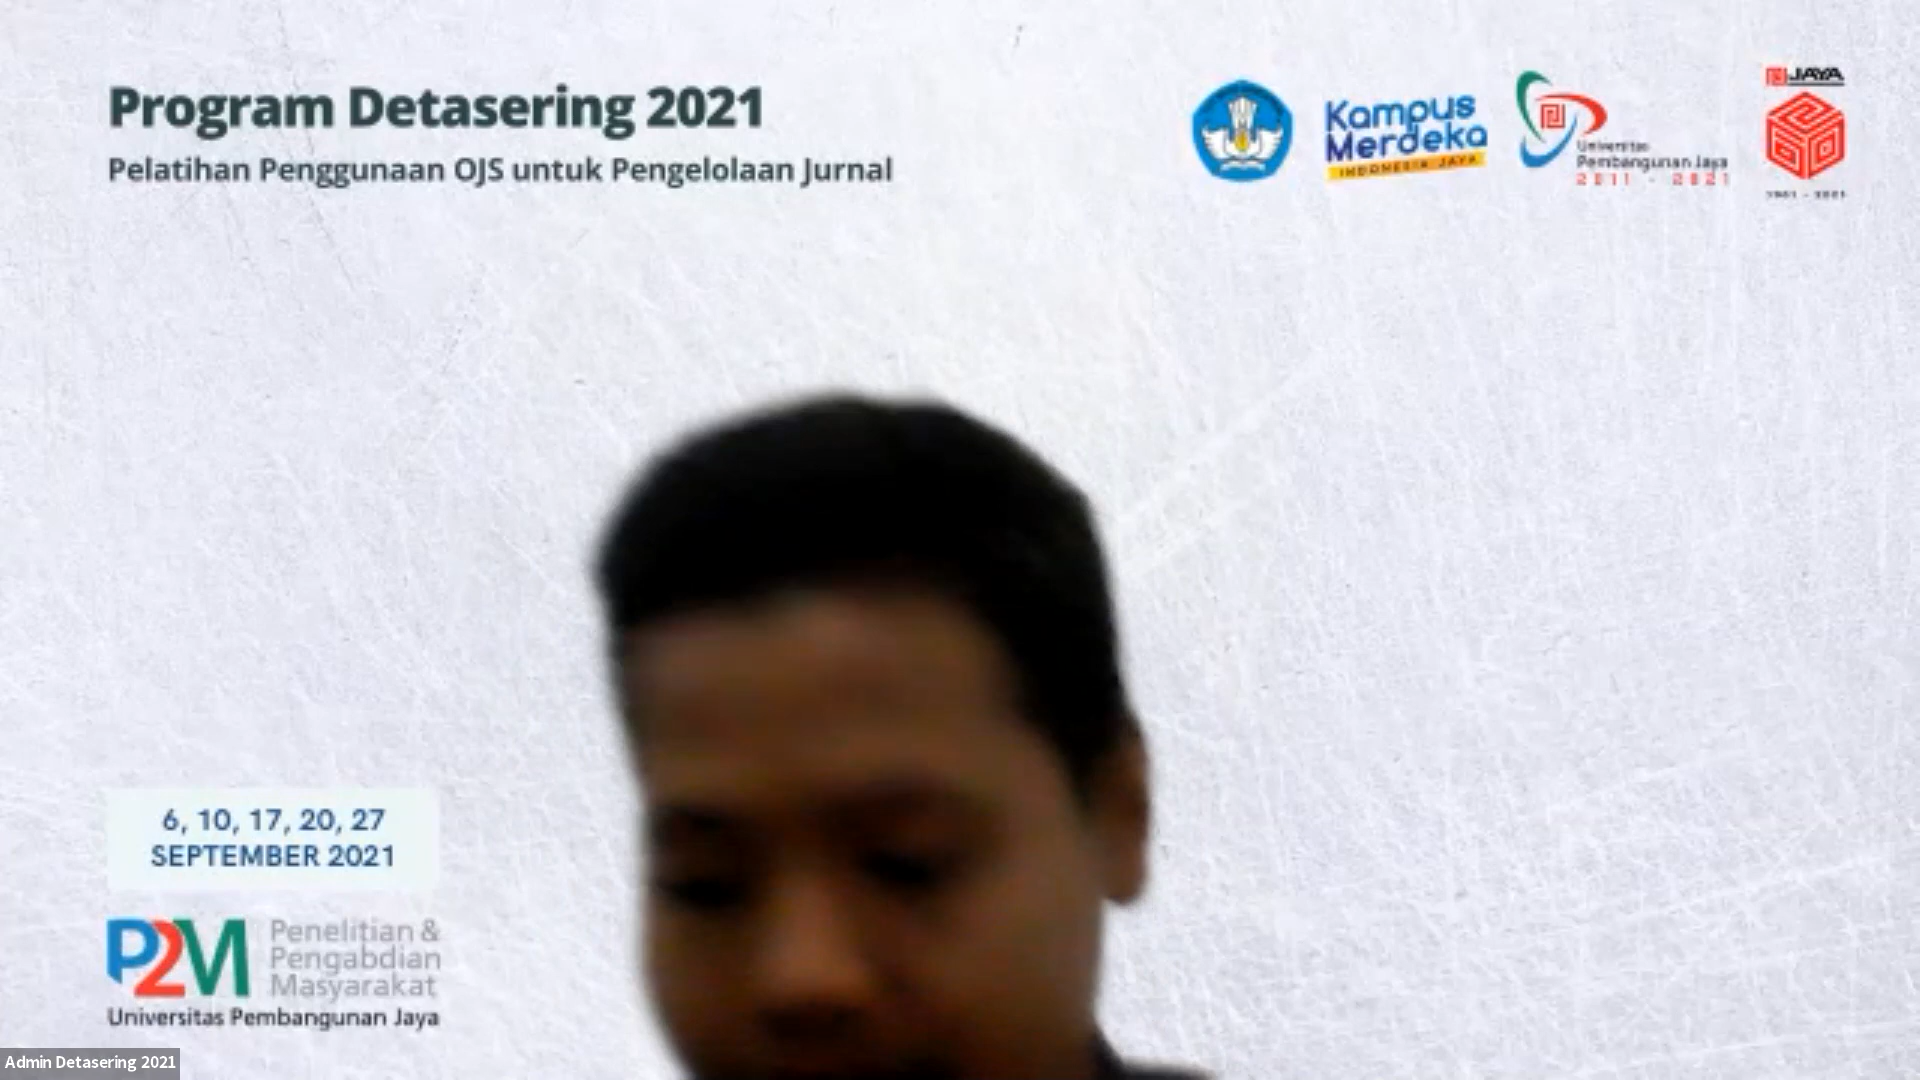 Program Detasering 2021
Pelatihan Penggunaan OJS untuk Pengelolaan Jurnal
Kampus
Merdeka
INDONESIA JAYA
Universitas
Pembangunan Jaya
2011 - 2021
JAYA
6, 10, 17, 20, 27
SEPTEMBER 2021
P2M
Penelitian &
Pengabdian
Masyarakat
Universitas Pembangunan Jaya
Admin Detasering 2021